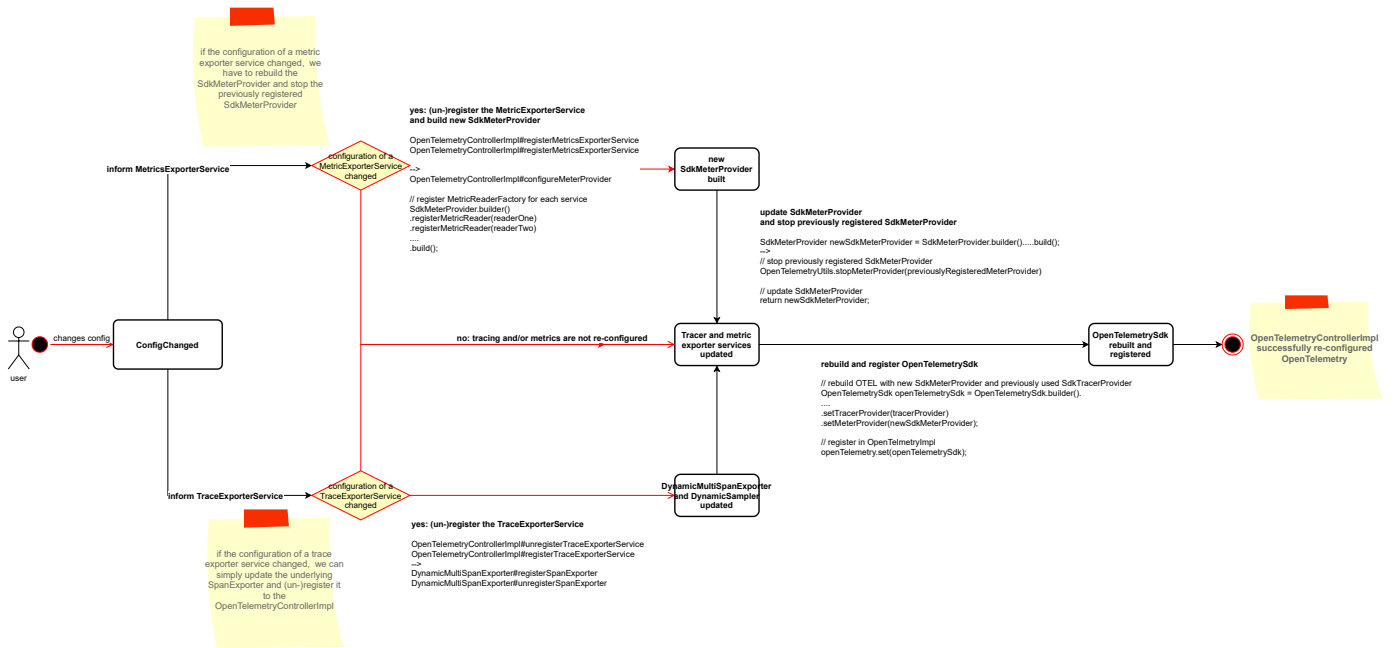 if the configuration of a metric
exporter service changed,  we
have to rebuild the
SdkMeterProvider and stop the
previously registered
SdkMeterProvider
yes: (un-)register the MetricExporterService
and build new SdkMeterProvider
OpenTelemetryControllerImpl#registerMetricsExporterService
OpenTelemetryControllerImpl#registerMetricsExporterService
-->
OpenTelemetryControllerImpl#configureMeterProvider
// register MetricReaderFactory for each service
SdkMeterProvider.builder()
.registerMetricReader(readerOne)
.registerMetricReader(readerTwo)
....
.build();
inform MetricsExporterService
configuration of a
MetricExporterService
changed
new
SdkMeterProvider
built
update SdkMeterProvider
and stop previously registered SdkMeterProvider
SdkMeterProvider newSdkMeterProvider = SdkMeterProvider.builder().....build();
-->
// stop previously registered SdkMeterProvider
OpenTelemetryUtils.stopMeterProvider(previouslyRegisteredMeterProvider)
// update SdkMeterProvider
return newSdkMeterProvider;
user
changes config
ConfigChanged
no: tracing and/or metrics are not re-configured
Tracer and metric
exporter services
updated
OpenTelemetrySdk
rebuilt and
registered
OpenTelemetryControllerImpl
successfully re-configured
OpenTelemetry
rebuild and register OpenTelemetrySdk
// rebuild OTEL with new SdkMeterProvider and previously used SdkTracerProvider
OpenTelemetrySdk openTelemetrySdk = OpenTelemetrySdk.builder().
....
.setTracerProvider(tracerProvider)
.setMeterProvider(newSdkMeterProvider);
// register in OpenTelmetryImpl
openTelemetry.set(openTelemetrySdk);
inform TraceExporterService
configuration of a
TraceExporterService
changed
DynamicMultiSpanExporter
and DynamicSampler
updated
yes: (un-)register the TraceExporterService
OpenTelemetryControllerImpl#unregisterTraceExporterService
OpenTelemetryControllerImpl#registerTraceExporterService
-->
DynamicMultiSpanExporter#registerSpanExporter
DynamicMultiSpanExporter#unregisterSpanExporter
if the configuration of a trace
exporter service changed,  we can
simply update the underlying
SpanExporter and (un-)register it
to the
OpenTelemetryControllerImpl